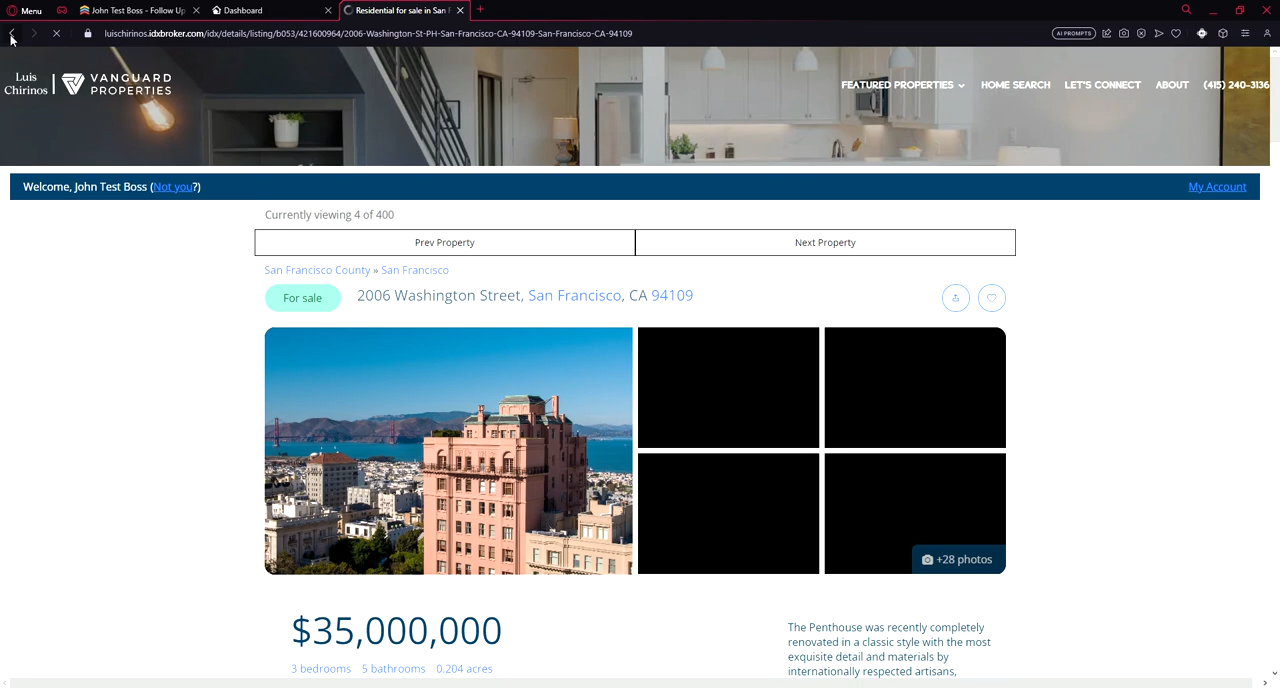 Menu
John Test Boss - Follow Up
Dashboard
Residential for sale in San F
luischirinos.idxbroker.com/idx/details/listing/b053/421600964/2006-Washington-St-PH-San-Francisco-CA-94109-San-Francisco-CA-94109
AI PROMPTS
Luis Chirinos
VANGUARD PROPERTIES
FEATURED PROPERTIES
HOME SEARCH
LET'S CONNECT
ABOUT
(415) 240-3136
Welcome, John Test Boss (Not you?)
My Account
Currently viewing 4 of 400
Prev Property
Next Property
San Francisco County » San Francisco
For sale
2006 Washington Street, San Francisco, CA 94109
+28 photos
$35,000,000
3 bedrooms 5 bathrooms 0.204 acres
The Penthouse was recently completely
renovated in a classic style with the most
exquisite detail and materials by
internationally respected artisans,